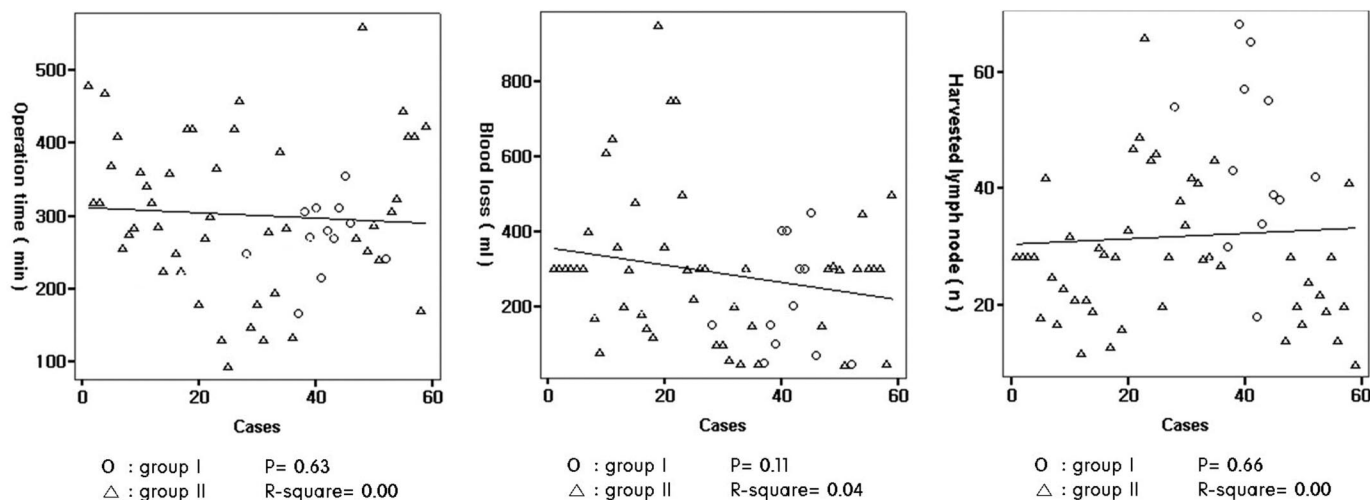 Operation time ( min )
500
400
300
200
100
0
20
40
60
Cases
O : group I P= 0.63
△ : group II R-square= 0.00
Blood loss ( ml )
800
600
400
200
0
20
40
60
Cases
O : group I P= 0.11
△ : group II R-square= 0.04
Harvested lymph node ( n )
60
40
20
0
20
40
60
Cases
O : group I P= 0.66
△ : group II R-square= 0.00